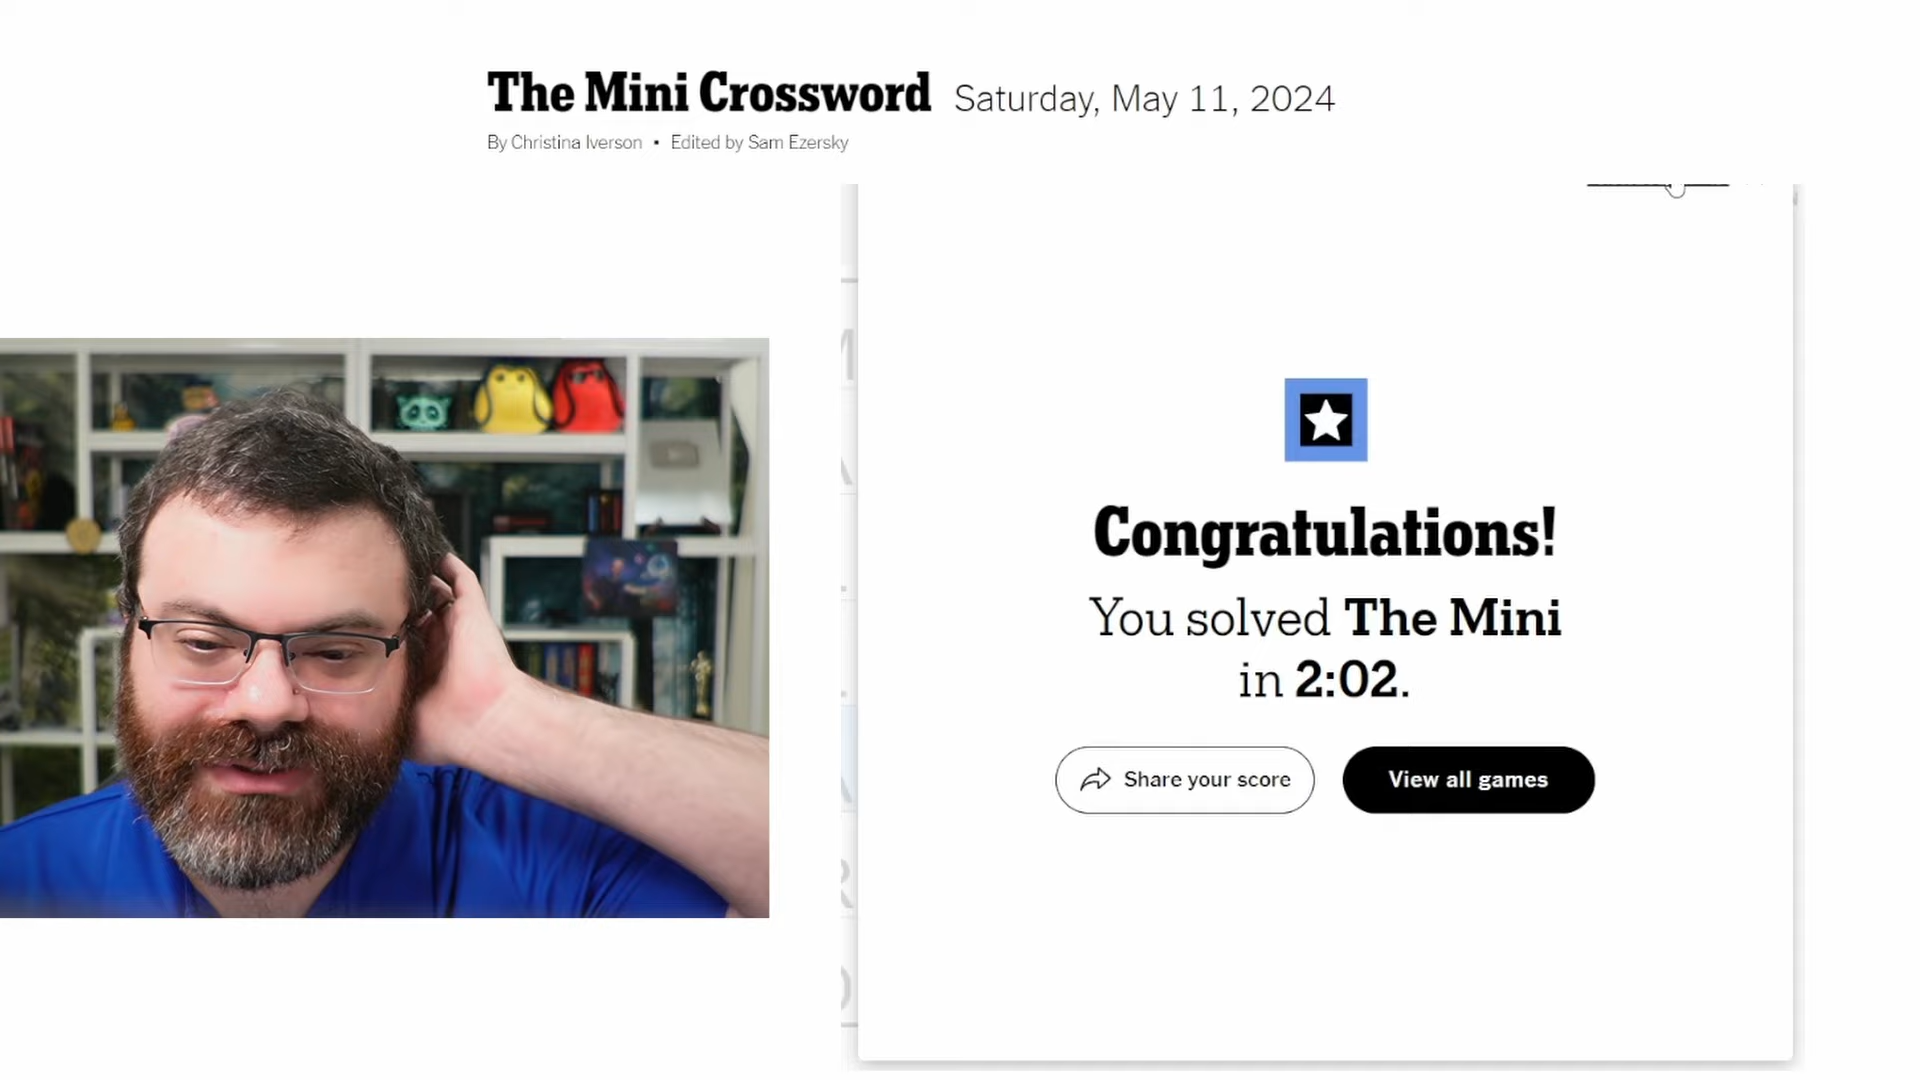 The Mini Crossword Saturday, May 11, 2024
By Christina Iverson • Edited by Sam Ezersky
Congratulations!
You solved The Mini
in 2:02.
Share your score
View all games